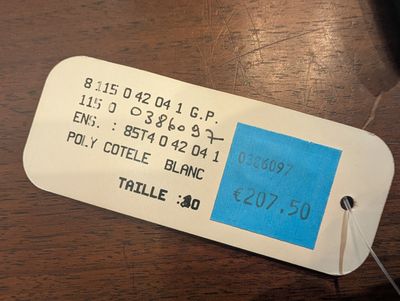 8.115 0 42 04 1 G.P.
115 0 0386097
ENS. : 85T4 0 42 04 1
POLY COTELE BLANC
TAILLE :
0386097
€207.50